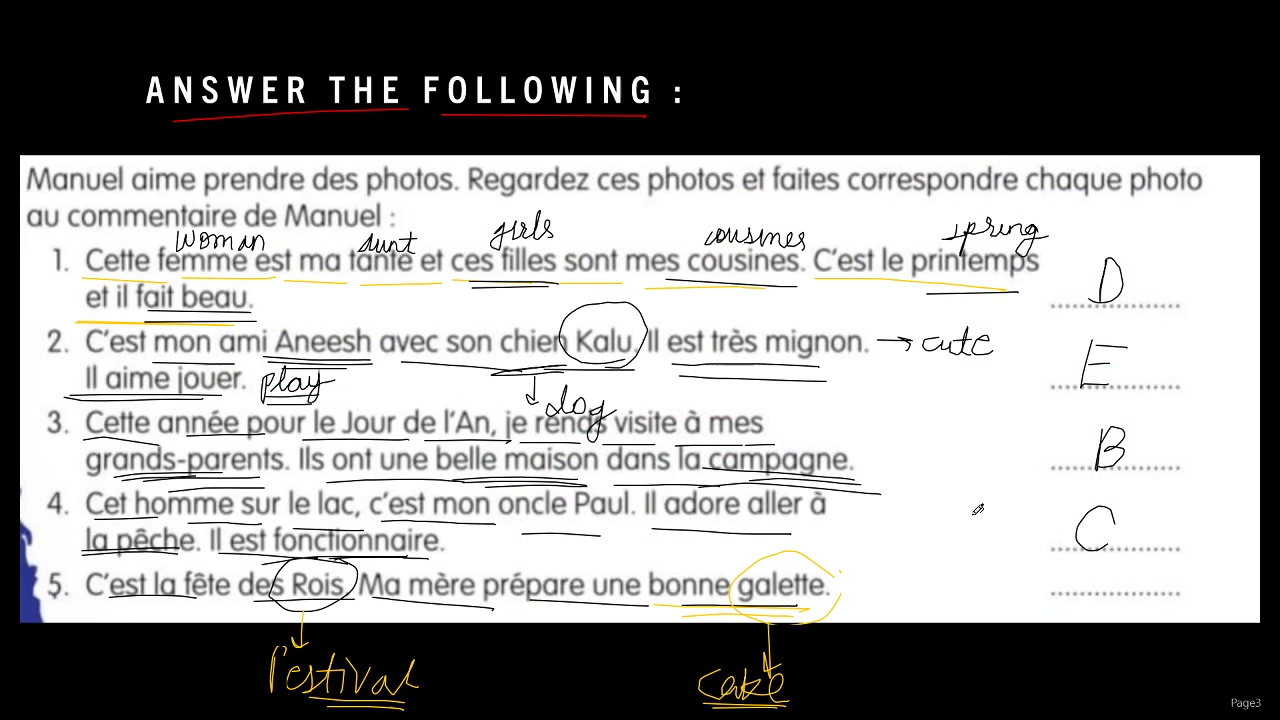 ANSWER THE FOLLOWING :
Manuel aime prendre des photos. Regardez ces photos et faites correspondre chaque photo
au commentaire de Manuel :
woman aunt girls cousines spring
1. Cette femme est ma tante et ces filles sont mes cousines. C'est le printemps
et il fait beau. .................... D
2. C'est mon ami Aneesh avec son chien Kalu. Il est très mignon. → cute
Il aime jouer. play .................... E
dog
3. Cette année pour le Jour de l'An, je rends visite à mes
grands-parents. Ils ont une belle maison dans la campagne. .................... B
4. Cet homme sur le lac, c'est mon oncle Paul. Il adore aller à
la pêche. Il est fonctionnaire. .................... C
5. C'est la fête des Rois. Ma mère prépare une bonne galette. ....................
Festival cake
Page3